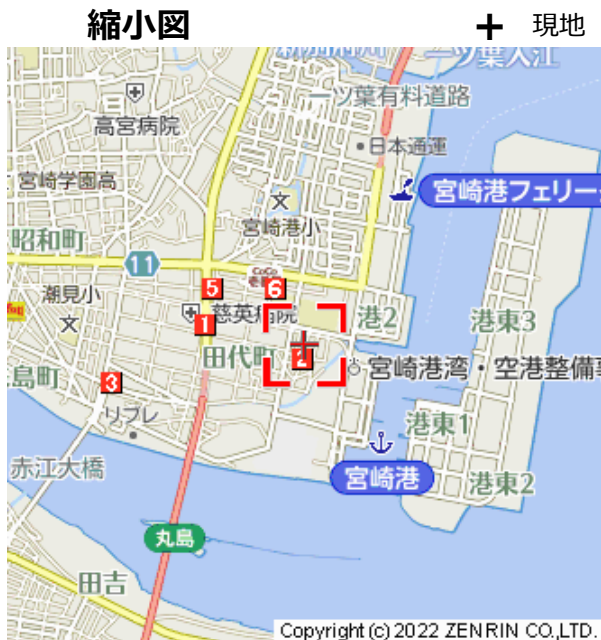 縮小図
＋ 現地
一ツ葉入江
一ツ葉有料道路
高宮病院
日本通運
宮崎学園高
宮崎港フェリー
宮崎港小
昭和町
11
CoCo
5
6
潮見小
1
慈英病院
港2
港東3
田代町
2
宮崎港湾・空港整備事
島町
3
リブレ
港東1
赤江大橋
宮崎港
港東2
丸島
田吉
Copyright (c) 2022 ZENRIN CO.,LTD.